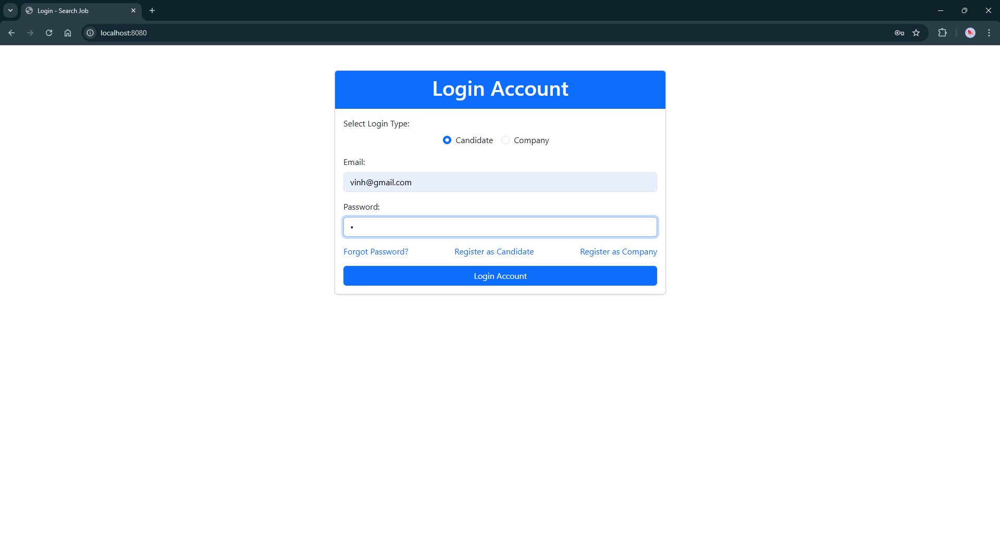 Login - Search Job
localhost:8080
Login Account
Select Login Type:
Candidate Company
Email:
vinh@gmail.com
Password:
•
Forgot Password? Register as Candidate Register as Company
Login Account